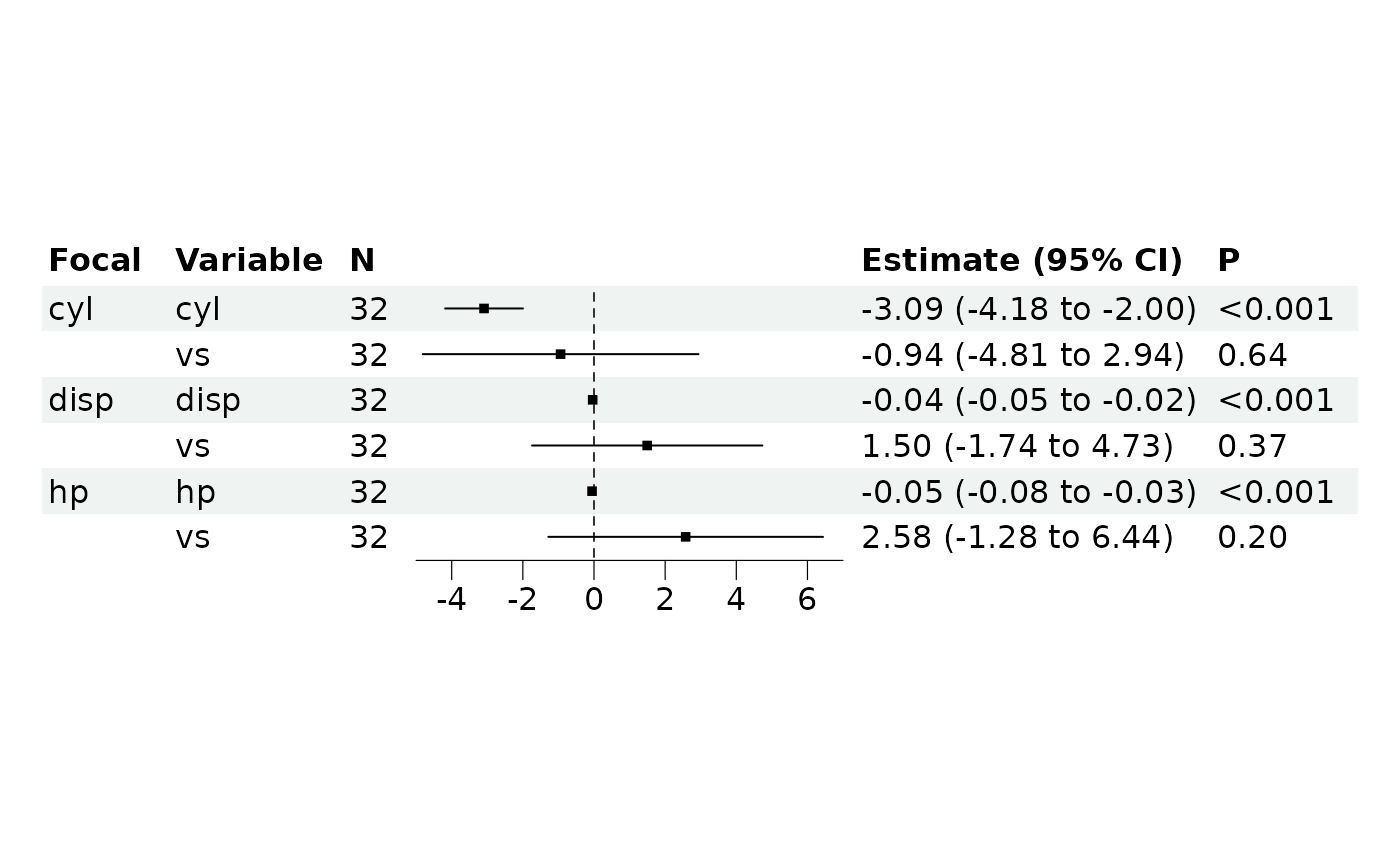 Focal Variable N Estimate (95% CI) P
cyl cyl 32 -3.09 (-4.18 to -2.00) <0.001
vs 32 -0.94 (-4.81 to 2.94) 0.64
disp disp 32 -0.04 (-0.05 to -0.02) <0.001
vs 32 1.50 (-1.74 to 4.73) 0.37
hp hp 32 -0.05 (-0.08 to -0.03) <0.001
vs 32 2.58 (-1.28 to 6.44) 0.20
-4 -2 0 2 4 6